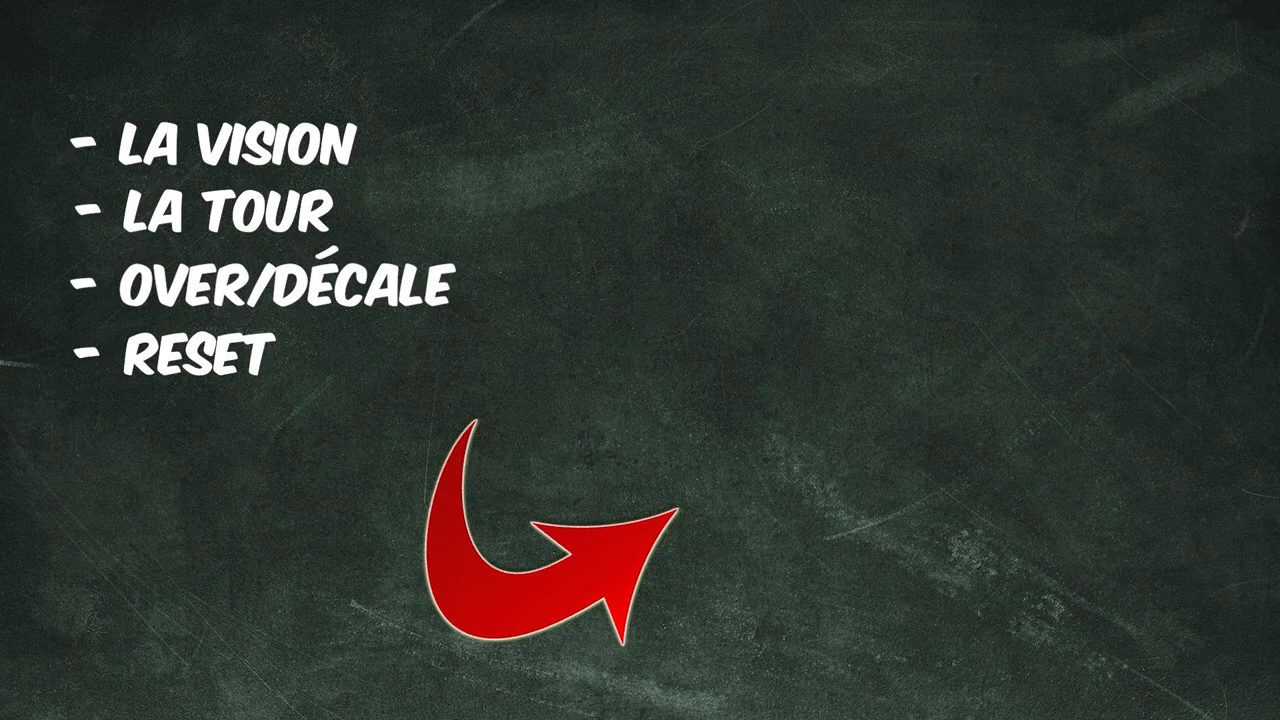 - LA VISION
- LA TOUR
- OVER/DÉCALE
- RESET